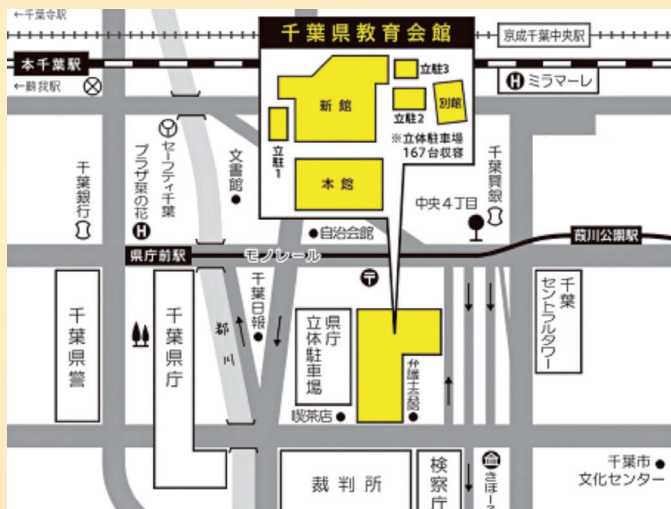 ←千葉寺駅
千葉県教育会館
京成千葉中央駅
本千葉駅
←蘇我駅
H ミラマーレ
新館
立駐3
立駐2
別館
立駐1
※立体駐車場
167台収容
本館
セーフティ千葉
プラザ菜の花
H
文書館
千葉銀行
千葉興銀
中央4丁目
自治会館
県庁前駅
モノレール
葭川公園駅
千葉日報
都川
千葉県警
千葉県庁
県庁
立体駐車場
弁護士会館
千葉
セントラルタワー
喫茶店
裁判所
検察庁
きぼーる
千葉市
文化センター